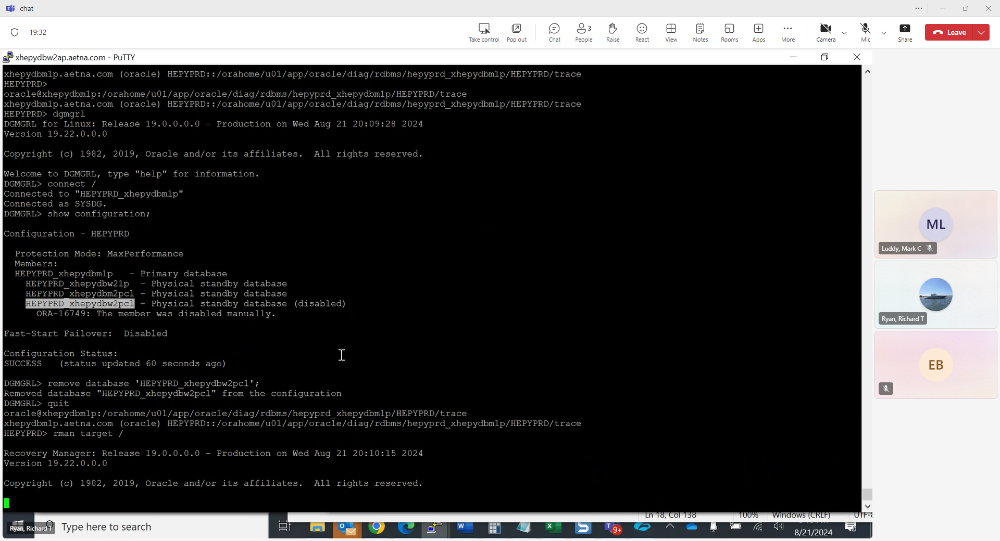 chat
19:32
Take control
Pop out
Chat
People
3
Raise
React
View
Notes
Rooms
Apps
More
Camera
Mic
Share
Leave
xhepydbw2ap.aetna.com - PuTTY
xhepydbm1p.aetna.com (oracle) HEPYPRD::/orahome/u01/app/oracle/diag/rdbms/hepyprd_xhepydbm1p/HEPYPRD/trace
HEPYPRD>
oracle@xhepydbm1p:/orahome/u01/app/oracle/diag/rdbms/hepyprd_xhepydbm1p/HEPYPRD/trace
xhepydbm1p.aetna.com (oracle) HEPYPRD::/orahome/u01/app/oracle/diag/rdbms/hepyprd_xhepydbm1p/HEPYPRD/trace
HEPYPRD> dgmgrl
DGMGRL for Linux: Release 19.0.0.0.0 - Production on Wed Aug 21 20:09:28 2024
Version 19.22.0.0.0
Copyright (c) 1982, 2019, Oracle and/or its affiliates.  All rights reserved.
Welcome to DGMGRL, type "help" for information.
DGMGRL> connect /
Connected to "HEPYPRD_xhepydbm1p"
Connected as SYSDG.
DGMGRL> show configuration;
Configuration - HEPYPRD
Protection Mode: MaxPerformance
Members:
HEPYPRD_xhepydbm1p   - Primary database
HEPYPRD_xhepydbw21p  - Physical standby database
HEPYPRD_xhepydbm2pcl - Physical standby database
HEPYPRD_xhepydbw2pcl - Physical standby database (disabled)
ORA-16749: The member was disabled manually.
Fast-Start Failover:  Disabled
Configuration Status:
SUCCESS   (status updated 60 seconds ago)
DGMGRL> remove database 'HEPYPRD_xhepydbw2pcl';
Removed database "HEPYPRD_xhepydbw2pcl" from the configuration
DGMGRL> quit
oracle@xhepydbm1p:/orahome/u01/app/oracle/diag/rdbms/hepyprd_xhepydbm1p/HEPYPRD/trace
xhepydbm1p.aetna.com (oracle) HEPYPRD::/orahome/u01/app/oracle/diag/rdbms/hepyprd_xhepydbm1p/HEPYPRD/trace
HEPYPRD> rman target /
Recovery Manager: Release 19.0.0.0.0 - Production on Wed Aug 21 20:10:15 2024
Version 19.22.0.0.0
Copyright (c) 1982, 2019, Oracle and/or its affiliates.  All rights reserved.
ML
Luddy, Mark C
Ryan, Richard T
EB
Ln 18, Col 138
100%
Windows (CRLF)
Ryan, Richard T
Type here to search
9+
8/21/2024